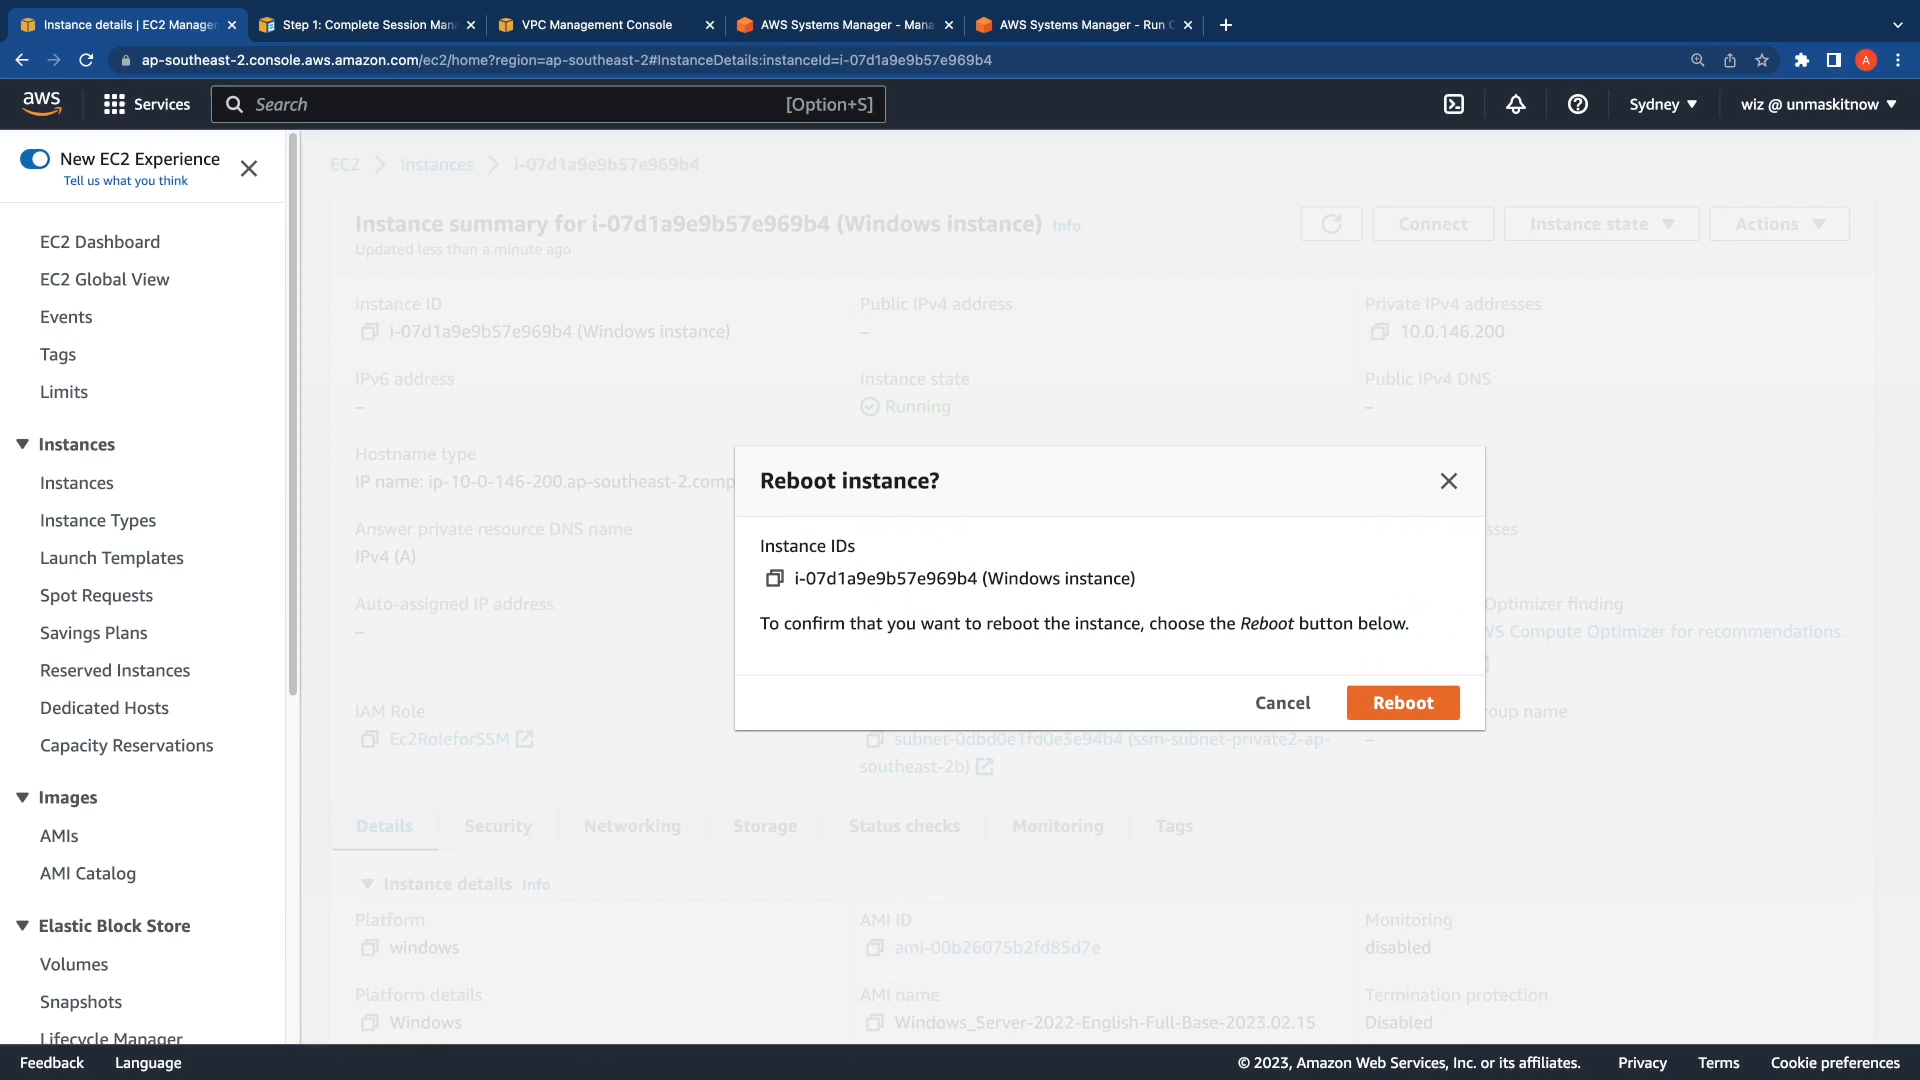 Instance details | EC2 Manager
Step 1: Complete Session Mana
VPC Management Console
AWS Systems Manager - Mana
AWS Systems Manager - Run C
ap-southeast-2.console.aws.amazon.com/ec2/home?region=ap-southeast-2#InstanceDetails:instanceId=i-07d1a9e9b57e969b4
A
aws
Services
Search
[Option+S]
Sydney
wiz @ unmaskitnow
New EC2 Experience
Tell us what you think
EC2 Dashboard
EC2 Global View
Events
Tags
Limits
Instances
Instances
Instance Types
Launch Templates
Spot Requests
Savings Plans
Reserved Instances
Dedicated Hosts
Capacity Reservations
Images
AMIs
AMI Catalog
Elastic Block Store
Volumes
Snapshots
Lifecycle Manager
EC2 > Instances > i-07d1a9e9b57e969b4
Instance summary for i-07d1a9e9b57e969b4 (Windows instance) Info
Updated less than a minute ago
Connect
Instance state
Actions
Instance ID
i-07d1a9e9b57e969b4 (Windows instance)
Public IPv4 address
–
Private IPv4 addresses
10.0.146.200
IPv6 address
–
Instance state
Running
Public IPv4 DNS
–
Hostname type
IP name: ip-10-0-146-200.ap-southeast-2.comp
Answer private resource DNS name
IPv4 (A)
sses
Auto-assigned IP address
–
Optimizer finding
WS Compute Optimizer for recommendations.
IAM Role
Ec2RoleforSSM
subnet-0dbd0e1fd0e3e94b4 (ssm-subnet-private2-ap-
southeast-2b)
oup name
–
Reboot instance?
Instance IDs
i-07d1a9e9b57e969b4 (Windows instance)
To confirm that you want to reboot the instance, choose the Reboot button below.
Cancel
Reboot
Details
Security
Networking
Storage
Status checks
Monitoring
Tags
Instance details Info
Platform
windows
AMI ID
ami-00b26075b2fd85d7e
Monitoring
disabled
Platform details
Windows
AMI name
Windows_Server-2022-English-Full-Base-2023.02.15
Termination protection
Disabled
Feedback
Language
© 2023, Amazon Web Services, Inc. or its affiliates.
Privacy
Terms
Cookie preferences